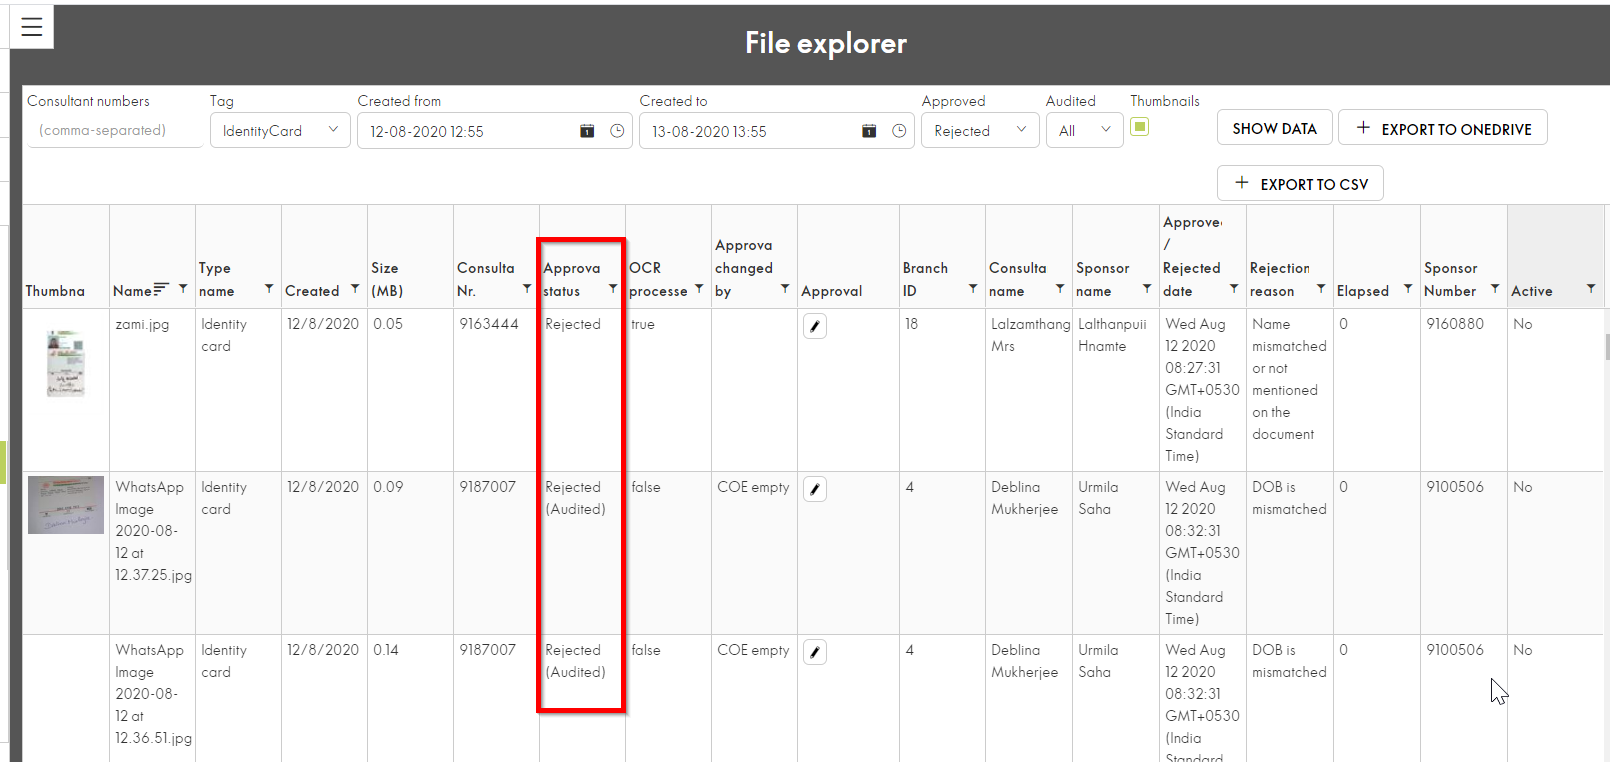 File explorer
Consultant numbers
Tag
Created from
Created to
Approved
Audited
Thumbnails
(comma-separated)
IdentityCard
12-08-2020 12:55
13-08-2020 13:55
Rejected
All
SHOW DATA
+ EXPORT TO ONEDRIVE
+ EXPORT TO CSV
Thumbna
Name
Type
name
Created
Size
(MB)
Consulta
Nr.
Approva
status
OCR
processe
Approva
changed
by
Approval
Branch
ID
Consulta
name
Sponsor
name
Approve
/
Rejected
date
Rejection
reason
Elapsed
Sponsor
Number
Active
zami.jpg
Identity
card
12/8/2020
0.05
9163444
Rejected
true
18
Lalzamthang
Mrs
Lalthanpuii
Hnamte
Wed Aug
12 2020
08:27:31
GMT+0530
(India
Standard
Time)
Name
mismatched
or not
mentioned
on the
document
0
9160880
No
WhatsApp
Image
2020-08-
12 at
12.37.25.jpg
Identity
card
12/8/2020
0.09
9187007
Rejected
(Audited)
false
COE empty
4
Deblina
Mukherjee
Urmila
Saha
Wed Aug
12 2020
08:32:31
GMT+0530
(India
Standard
Time)
DOB is
mismatched
0
9100506
No
WhatsApp
Image
2020-08-
12 at
12.36.51.jpg
Identity
card
12/8/2020
0.14
9187007
Rejected
(Audited)
false
COE empty
4
Deblina
Mukherjee
Urmila
Saha
Wed Aug
12 2020
08:32:31
GMT+0530
(India
Standard
DOB is
mismatched
0
9100506
No